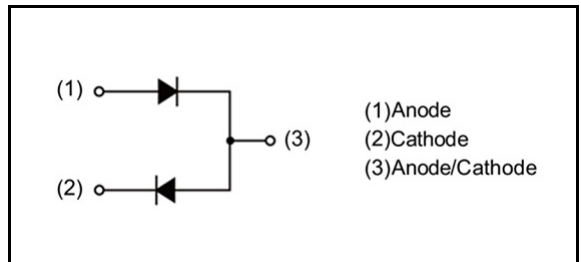 (1)
(3)
(2)
(1)Anode
(2)Cathode
(3)Anode/Cathode